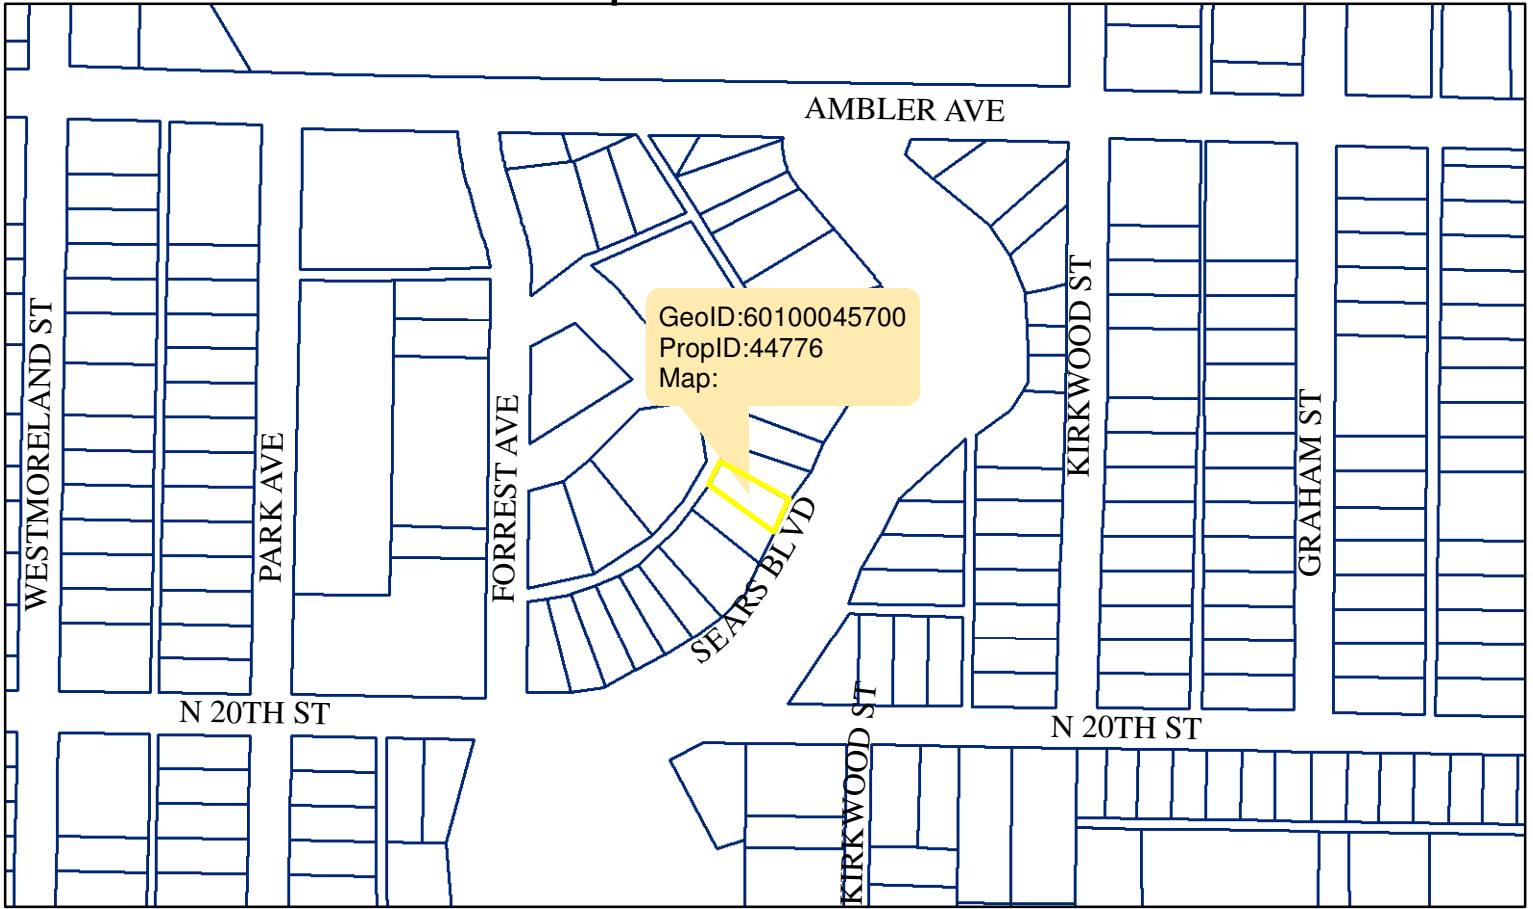 AMBLER AVE
GeoID:60100045700
PropID:44776
Map:
WESTMORELAND ST
PARK AVE
FORREST AVE
SEARS BLVD
KIRKWOOD ST
GRAHAM ST
N 20TH ST
N 20TH ST
KIRKWOOD ST